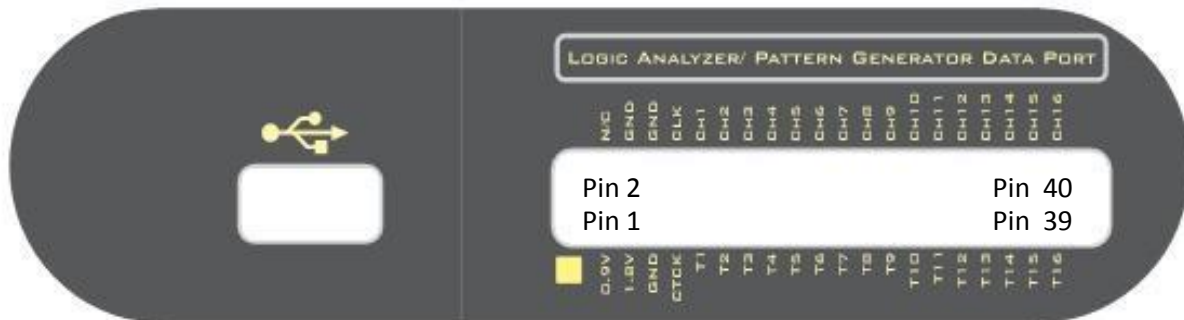 LOGIC ANALYZER/ PATTERN GENERATOR DATA PORT
N/C GND GND CLK CH1 CH2 CH3 CH4 CH5 CH6 CH7 CH8 CH9 CH10 CH11 CH12 CH13 CH14 CH15 CH16
Pin 2 Pin 40
Pin 1 Pin 39
0.9V 1.8V GND CTCK T1 T2 T3 T4 T5 T6 T7 T8 T9 T10 T11 T12 T13 T14 T15 T16